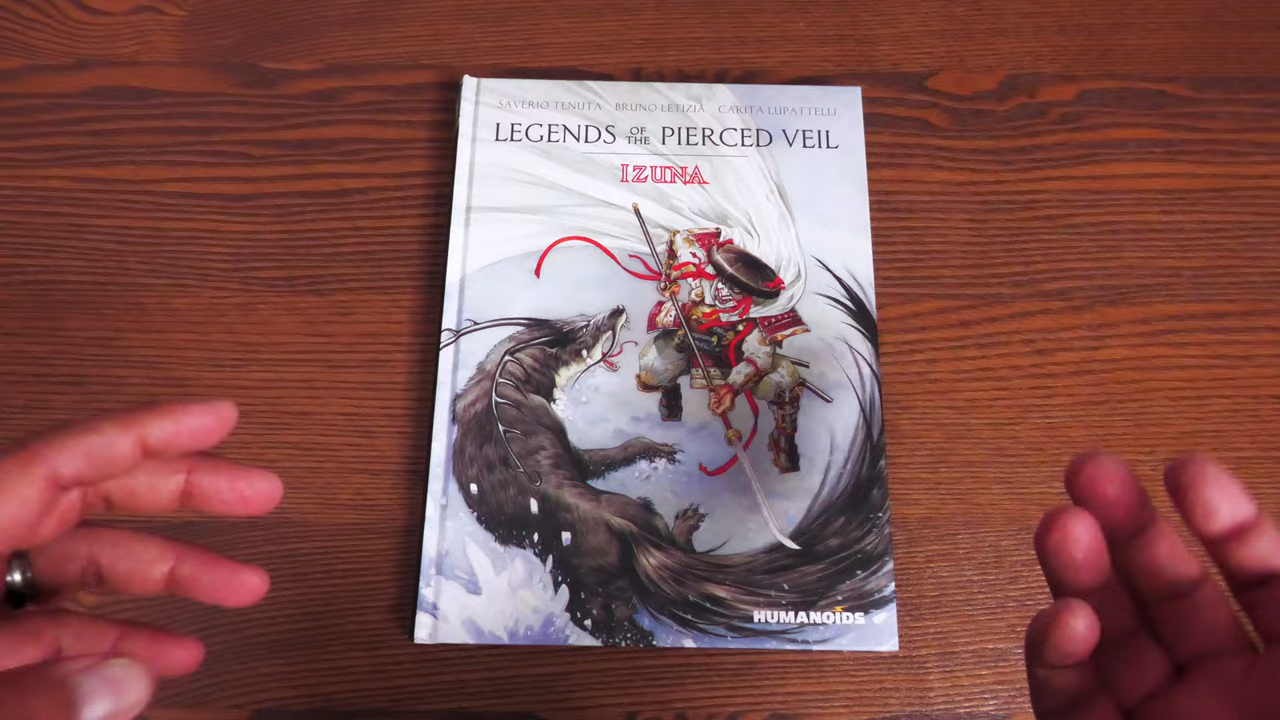 SAVERIO TENUTA BRUNO LETIZIA CARITA LUPATTELLI
LEGENDS OF THE PIERCED VEIL
IZUNA
HUMANOIDS